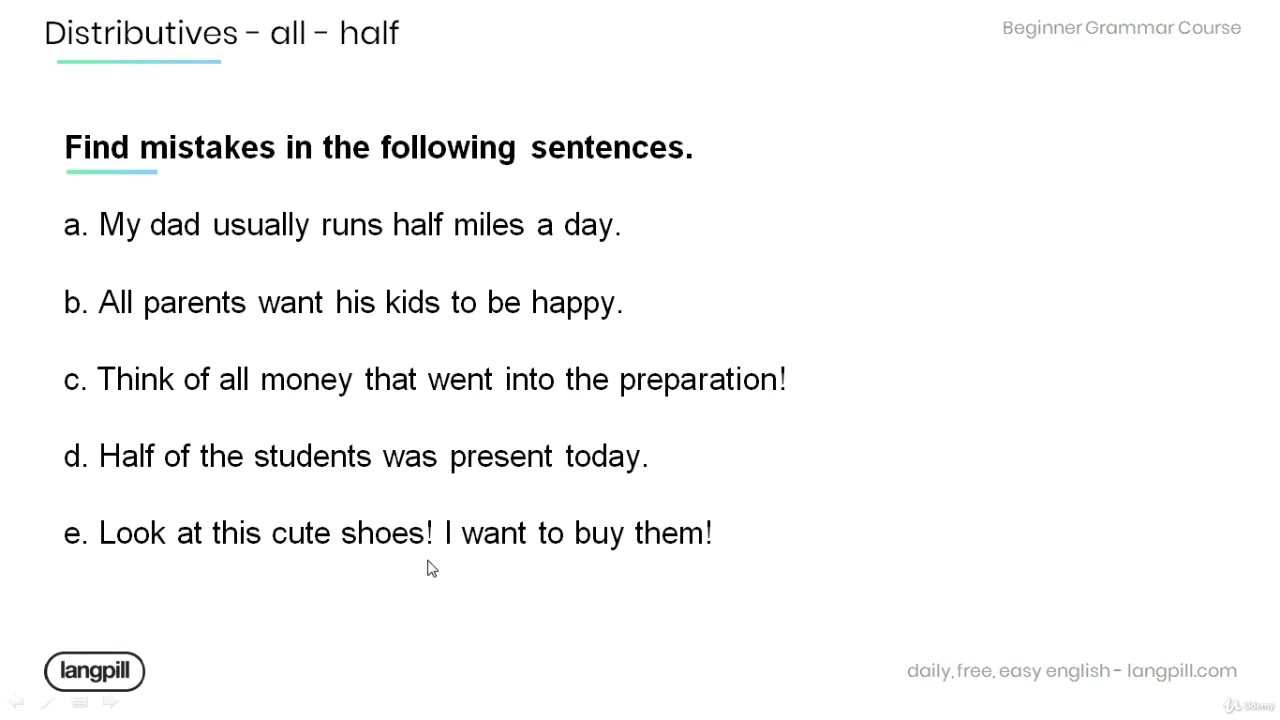 Distributives - all - half
Beginner Grammar Course
Find mistakes in the following sentences.
a. My dad usually runs half miles a day.
b. All parents want his kids to be happy.
c. Think of all money that went into the preparation!
d. Half of the students was present today.
e. Look at this cute shoes! I want to buy them!
langpill
daily, free, easy english - langpill.com
Udemy